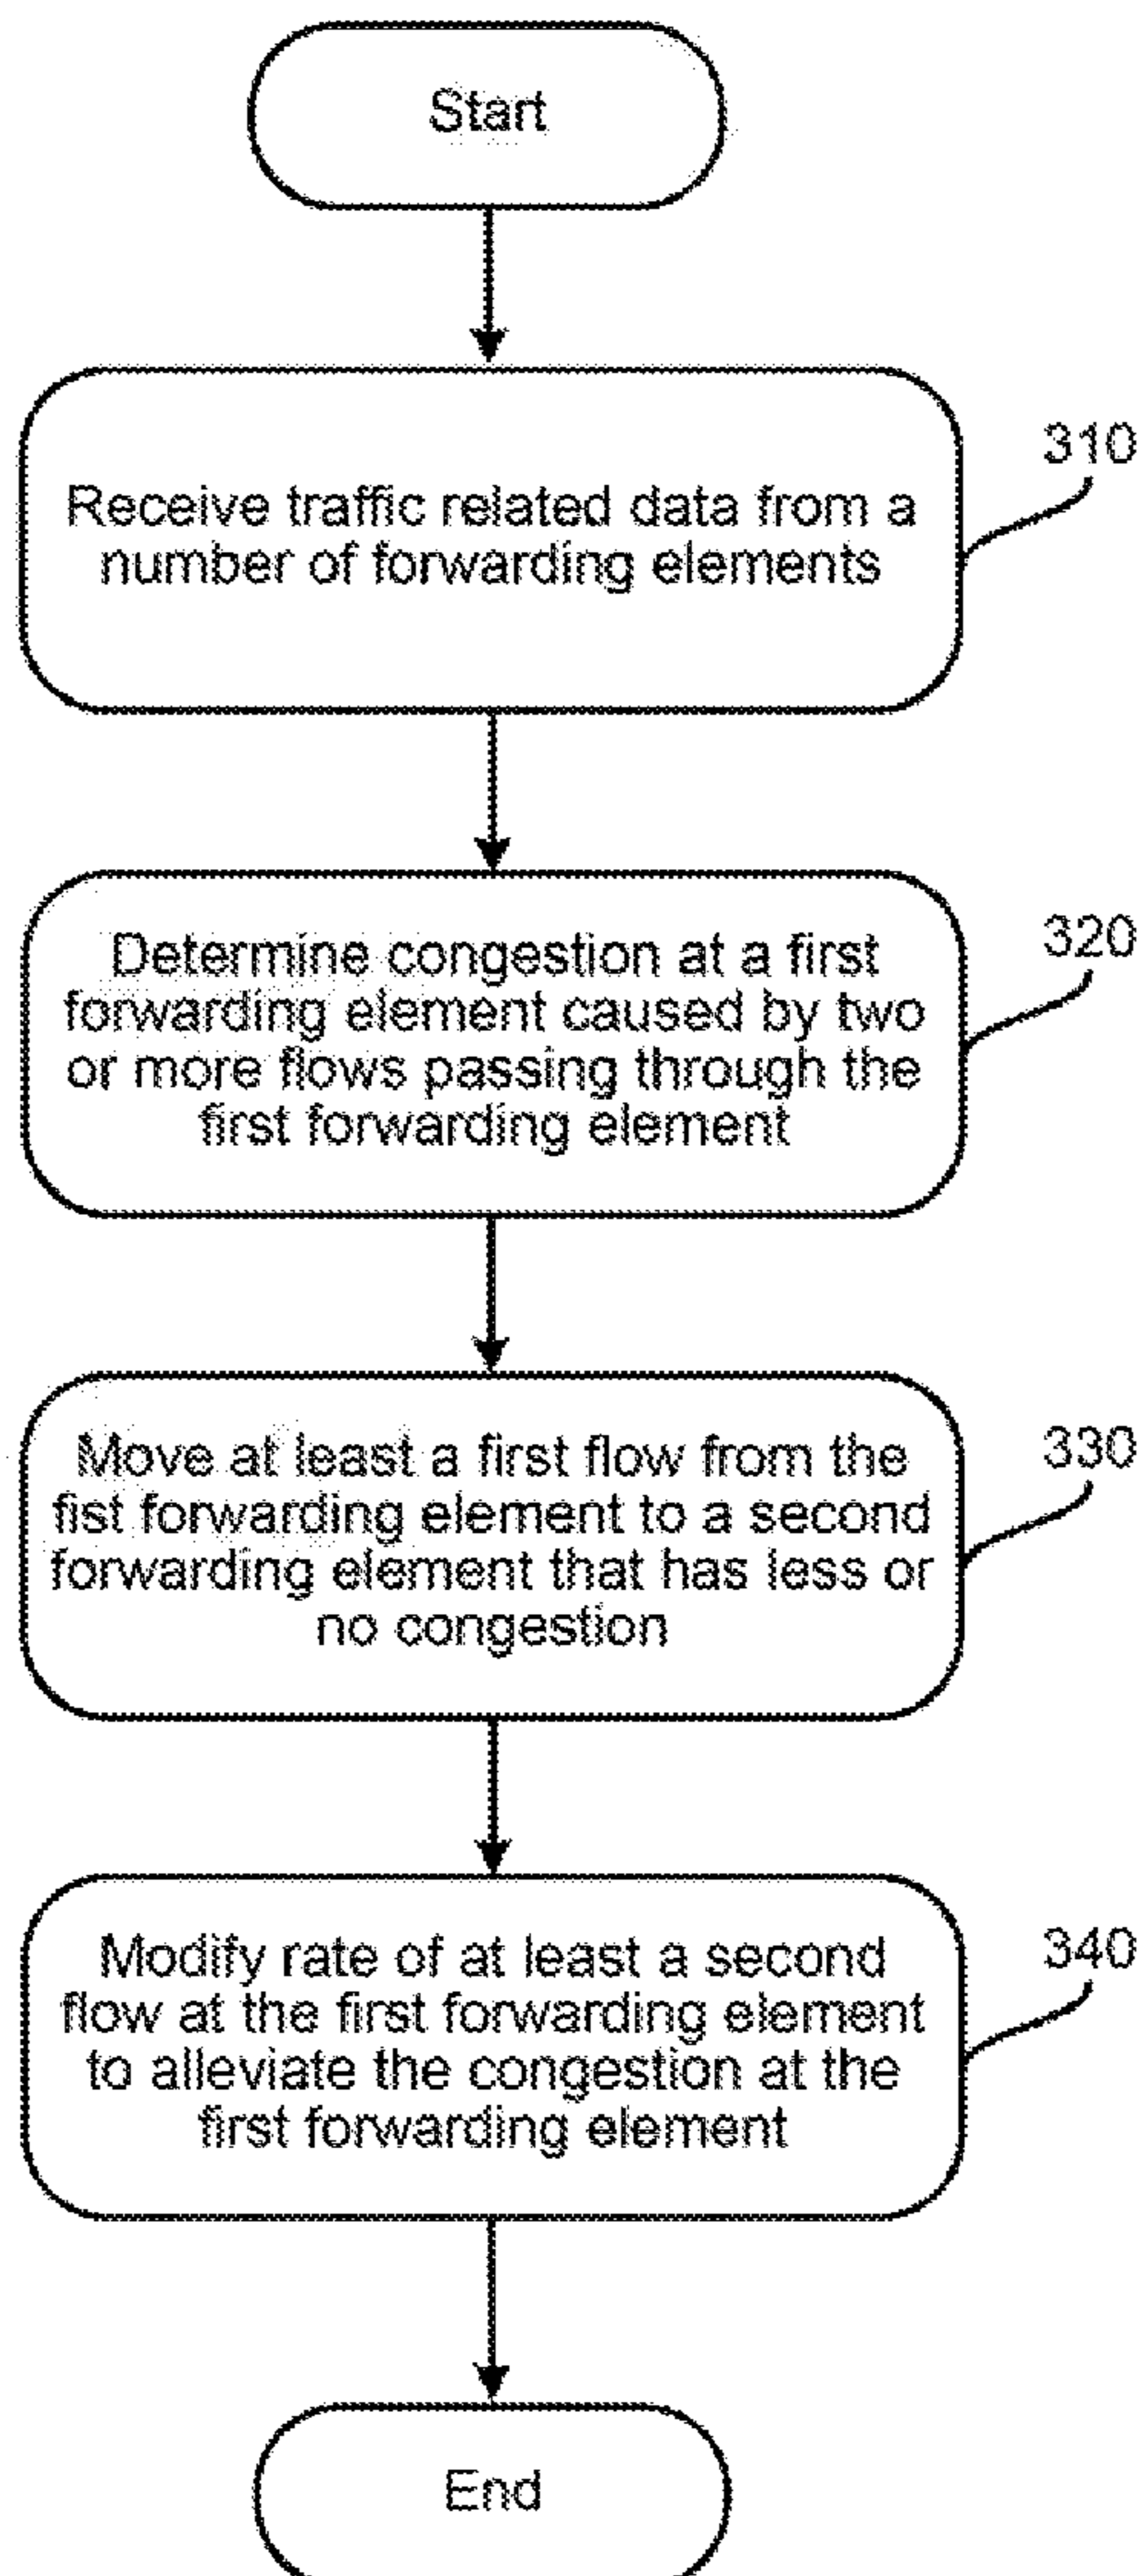 Start
Receive traffic related data from a
number of forwarding elements
310
Determine congestion at a first
forwarding element caused by two
or more flows passing through the
first forwarding element
320
Move at least a first flow from the
fist forwarding element to a second
forwarding element that has less or
no congestion
330
Modify rate of at least a second
flow at the first forwarding element
to alleviate the congestion at the
first forwarding element
340
End